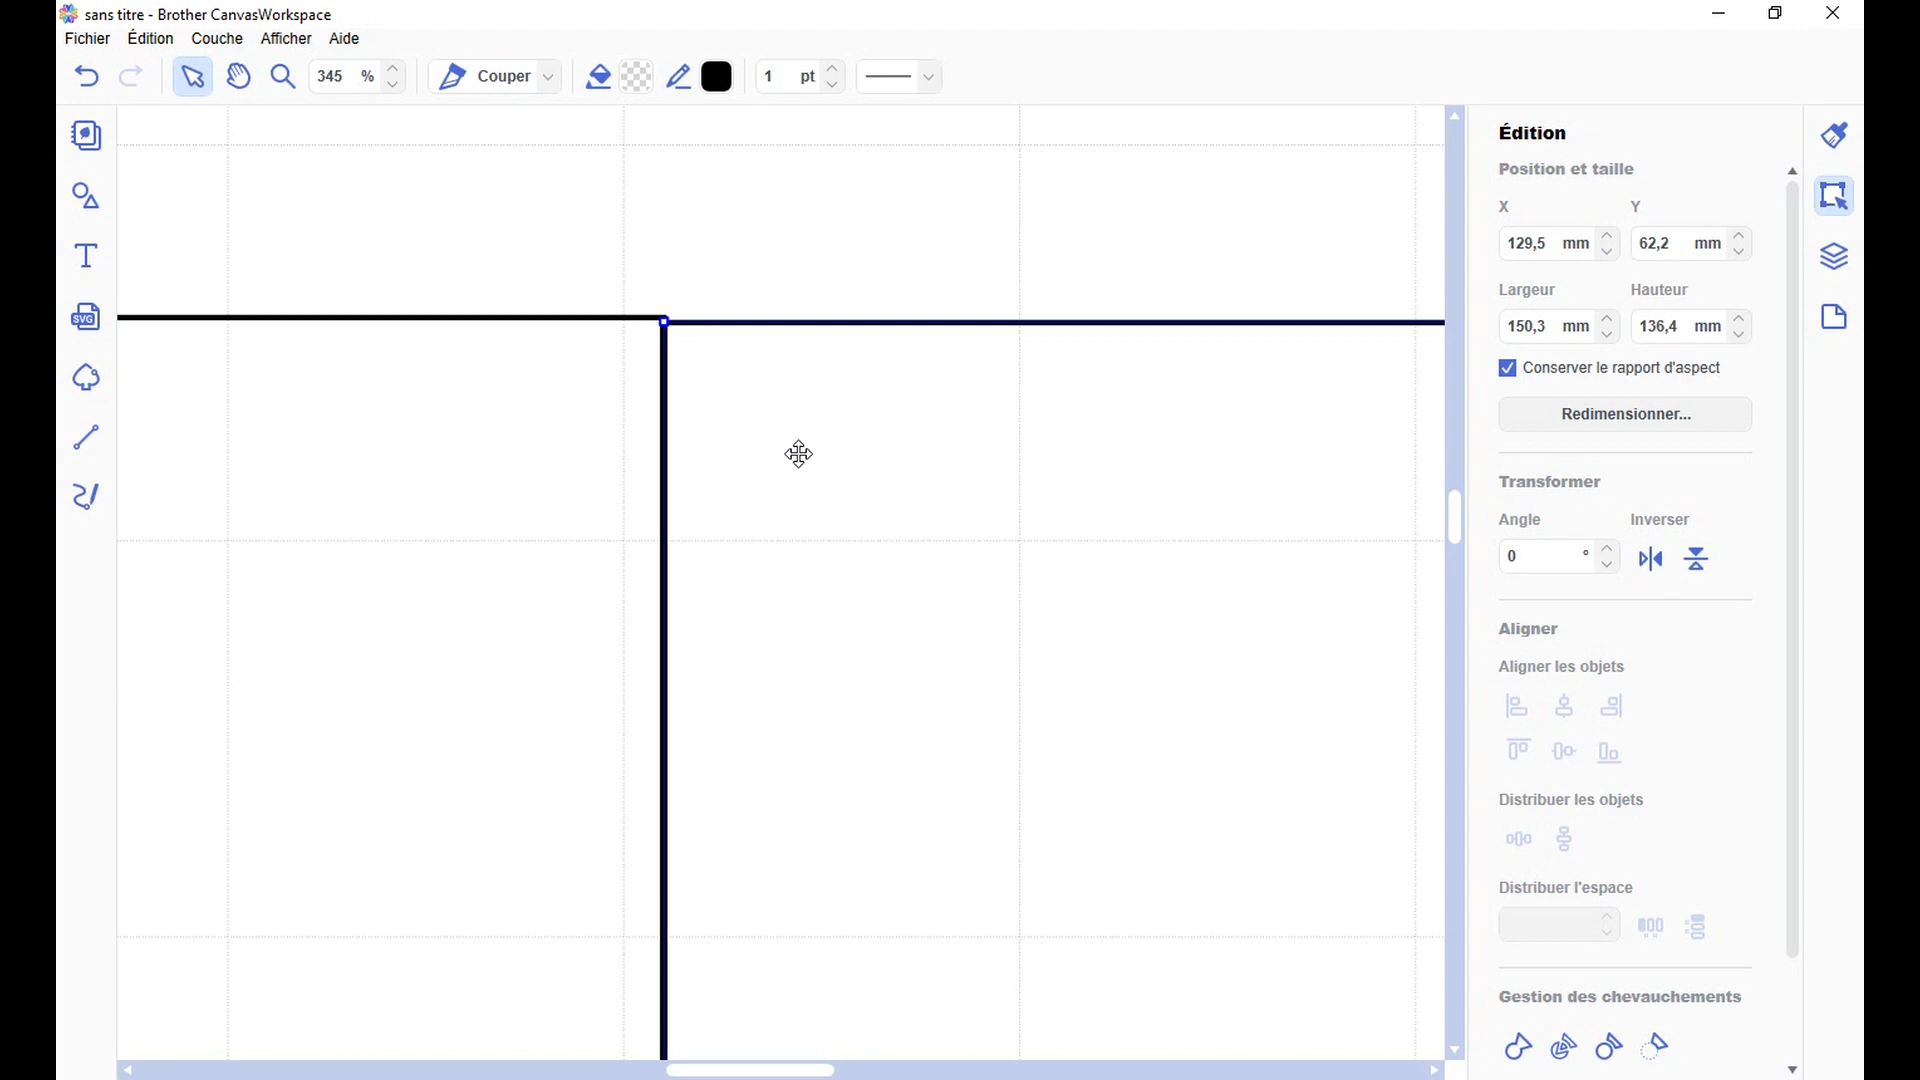 sans titre - Brother CanvasWorkspace
Fichier Édition Couche Afficher Aide
345 % Couper 1 pt
SVG
Édition
Position et taille
X Y
129,5 mm 62,2 mm
Largeur Hauteur
150,3 mm 136,4 mm
Conserver le rapport d'aspect
Redimensionner...
Transformer
Angle Inverser
0 °
Aligner
Aligner les objets
Distribuer les objets
Distribuer l'espace
Gestion des chevauchements